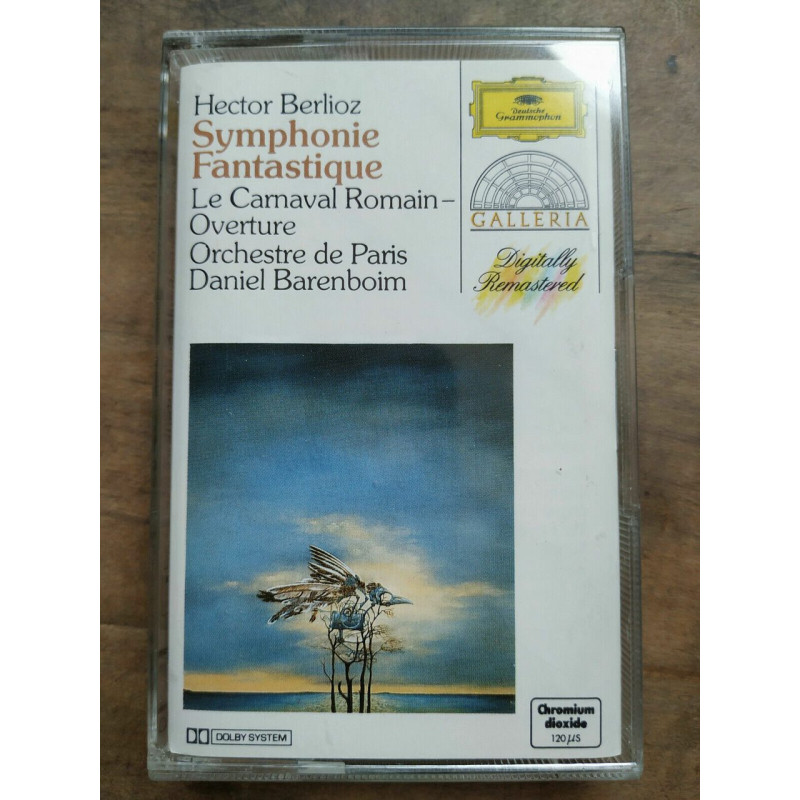 Hector Berlioz
Symphonie
Fantastique
Le Carnaval Romain–
Overture
Orchestre de Paris
Daniel Barenboim
Deutsche
Grammophon
GALLERIA
Digitally
Remastered
DOLBY SYSTEM
Chromium
dioxide
120 µS